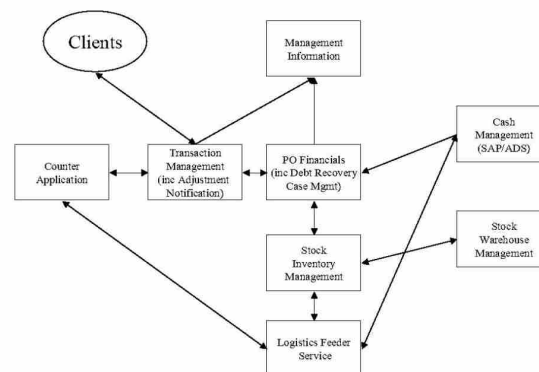 Clients
Management
Information
Cash
Management
(SAP/ADS)
Counter
Application
Transaction
Management
(inc Adjustment
Notification)
PO Financials
(inc Debt Recovery
Case Mgmt)
Stock
Warehouse
Management
Stock
Inventory
Management
Logistics Feeder
Service